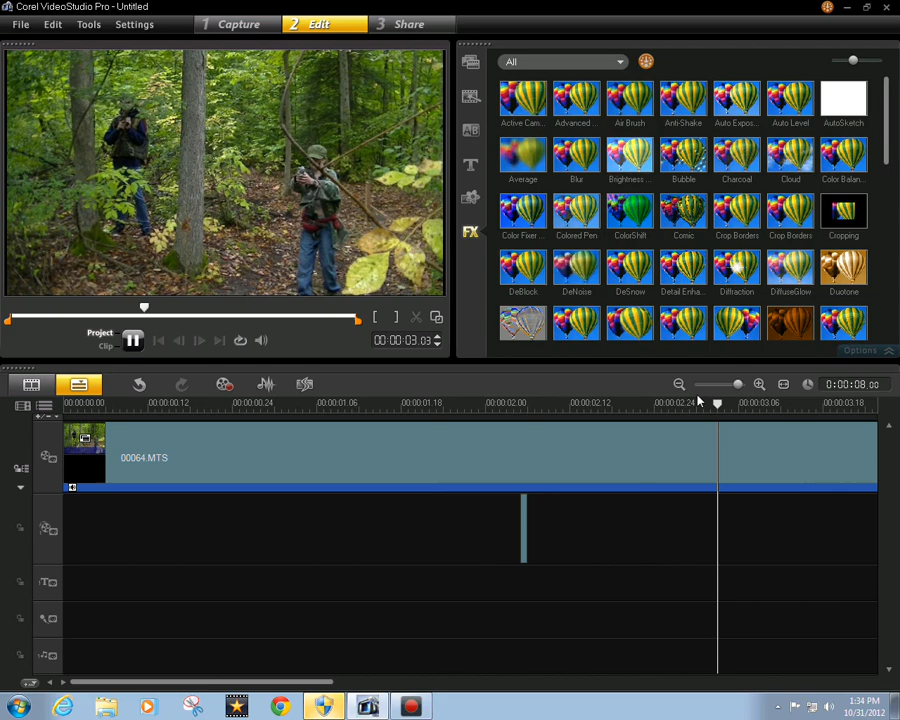 Corel VideoStudio Pro - Untitled
File Edit Tools Settings 1 Capture 2 Edit 3 Share
All
Active Cam... Advanced ... Air Brush Anti-Shake Auto Expos... Auto Level AutoSketch
Average Blur Brightness ... Bubble Charcoal Cloud Color Balan...
Color Fixer ... Colored Pen ColorShift Comic Crop Borders Crop Borders Cropping
DeBlock DeNoise DeSnow Detail Enha... Diffraction DiffuseGlow Duotone
AB
T
FX
Project
Clip
[ ]
00:00:03.03
Options
0:00:08.00
00:00:00.00 00:00:00.12 00:00:00.24 00:00:01.06 00:00:01.18 00:00:02.00 00:00:02.12 00:00:02.24 00:00:03.06 00:00:03.18
00064.MTS
1T
1:34 PM
10/31/2012